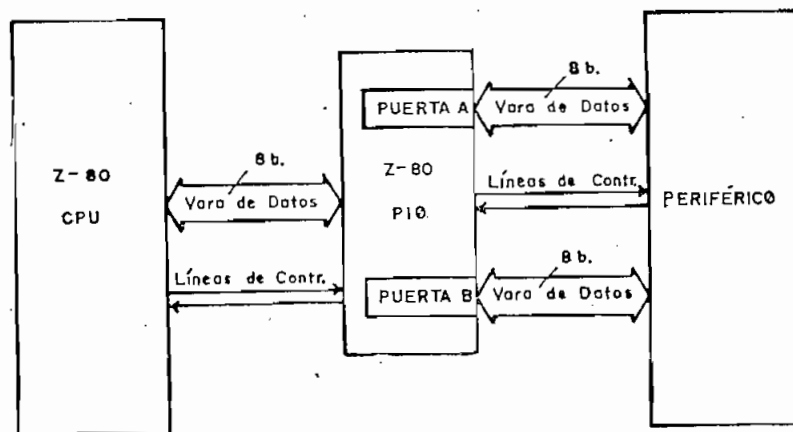 Z-80
CPU
8 b.
Vara de Datos
Líneas de Contr.
PUERTA A
Z-80
PIO.
PUERTA B
8 b.
Vara de Datos
Líneas de Contr.
8 b.
Vara de Datos
PERIFÉRICO